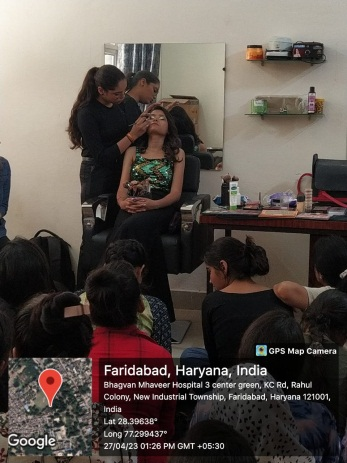 GPS Map Camera
Faridabad, Haryana, India
Bhagvan Mhaveer Hospital 3 center green, KC Rd, Rahul
Colony, New Industrial Township, Faridabad, Haryana 121001,
India
Lat 28.39638°
Long 77.299437°
27/04/23 01:26 PM GMT +05:30
Google